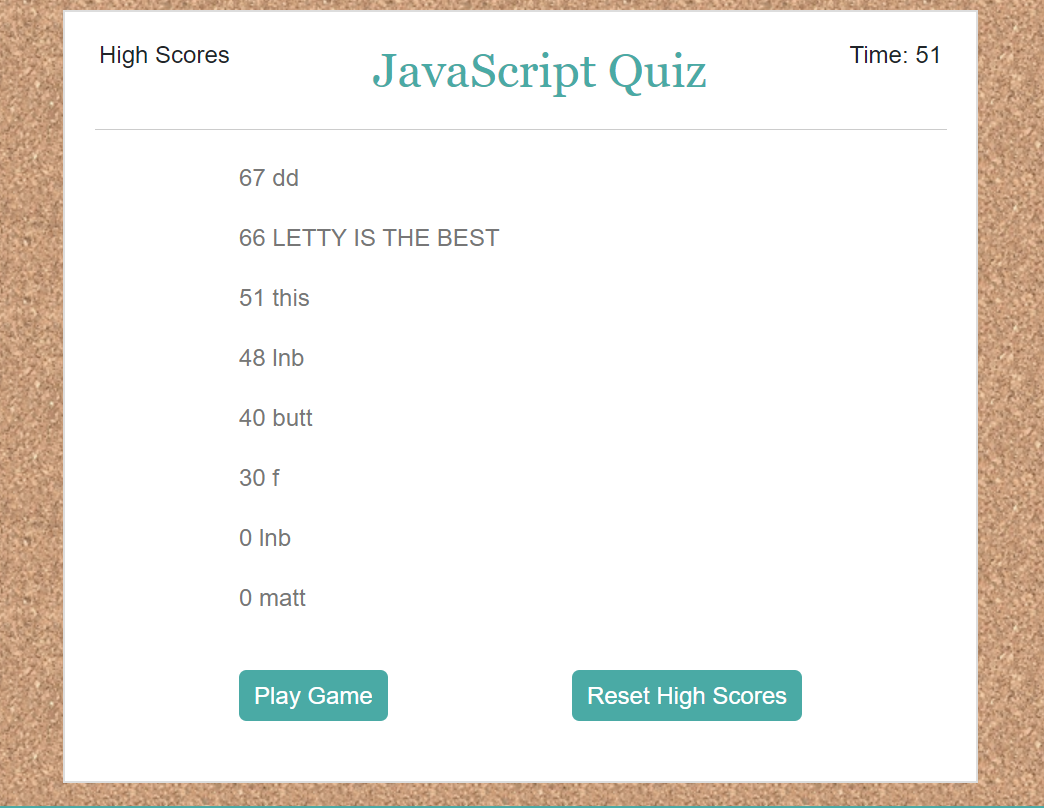 High Scores
JavaScript Quiz
Time: 51
67 dd
66 LETTY IS THE BEST
51 this
48 lnb
40 butt
30 f
0 lnb
0 matt
Play Game
Reset High Scores